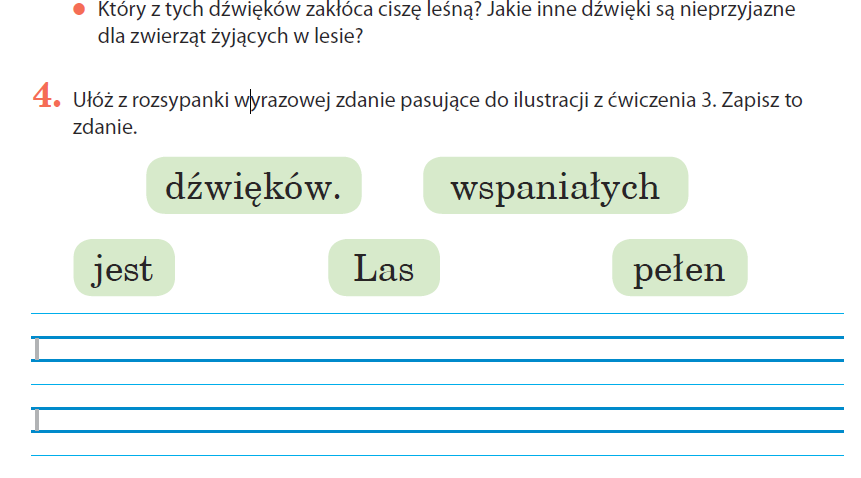 Który z tych dźwięków zakłóca ciszę leśną? Jakie inne dźwięki są nieprzyjazne
dla zwierząt żyjących w lesie?
4. Ułóż z rozsypanki wyrazowej zdanie pasujące do ilustracji z ćwiczenia 3. Zapisz to
zdanie.
dźwięków. wspaniałych
jest Las pełen